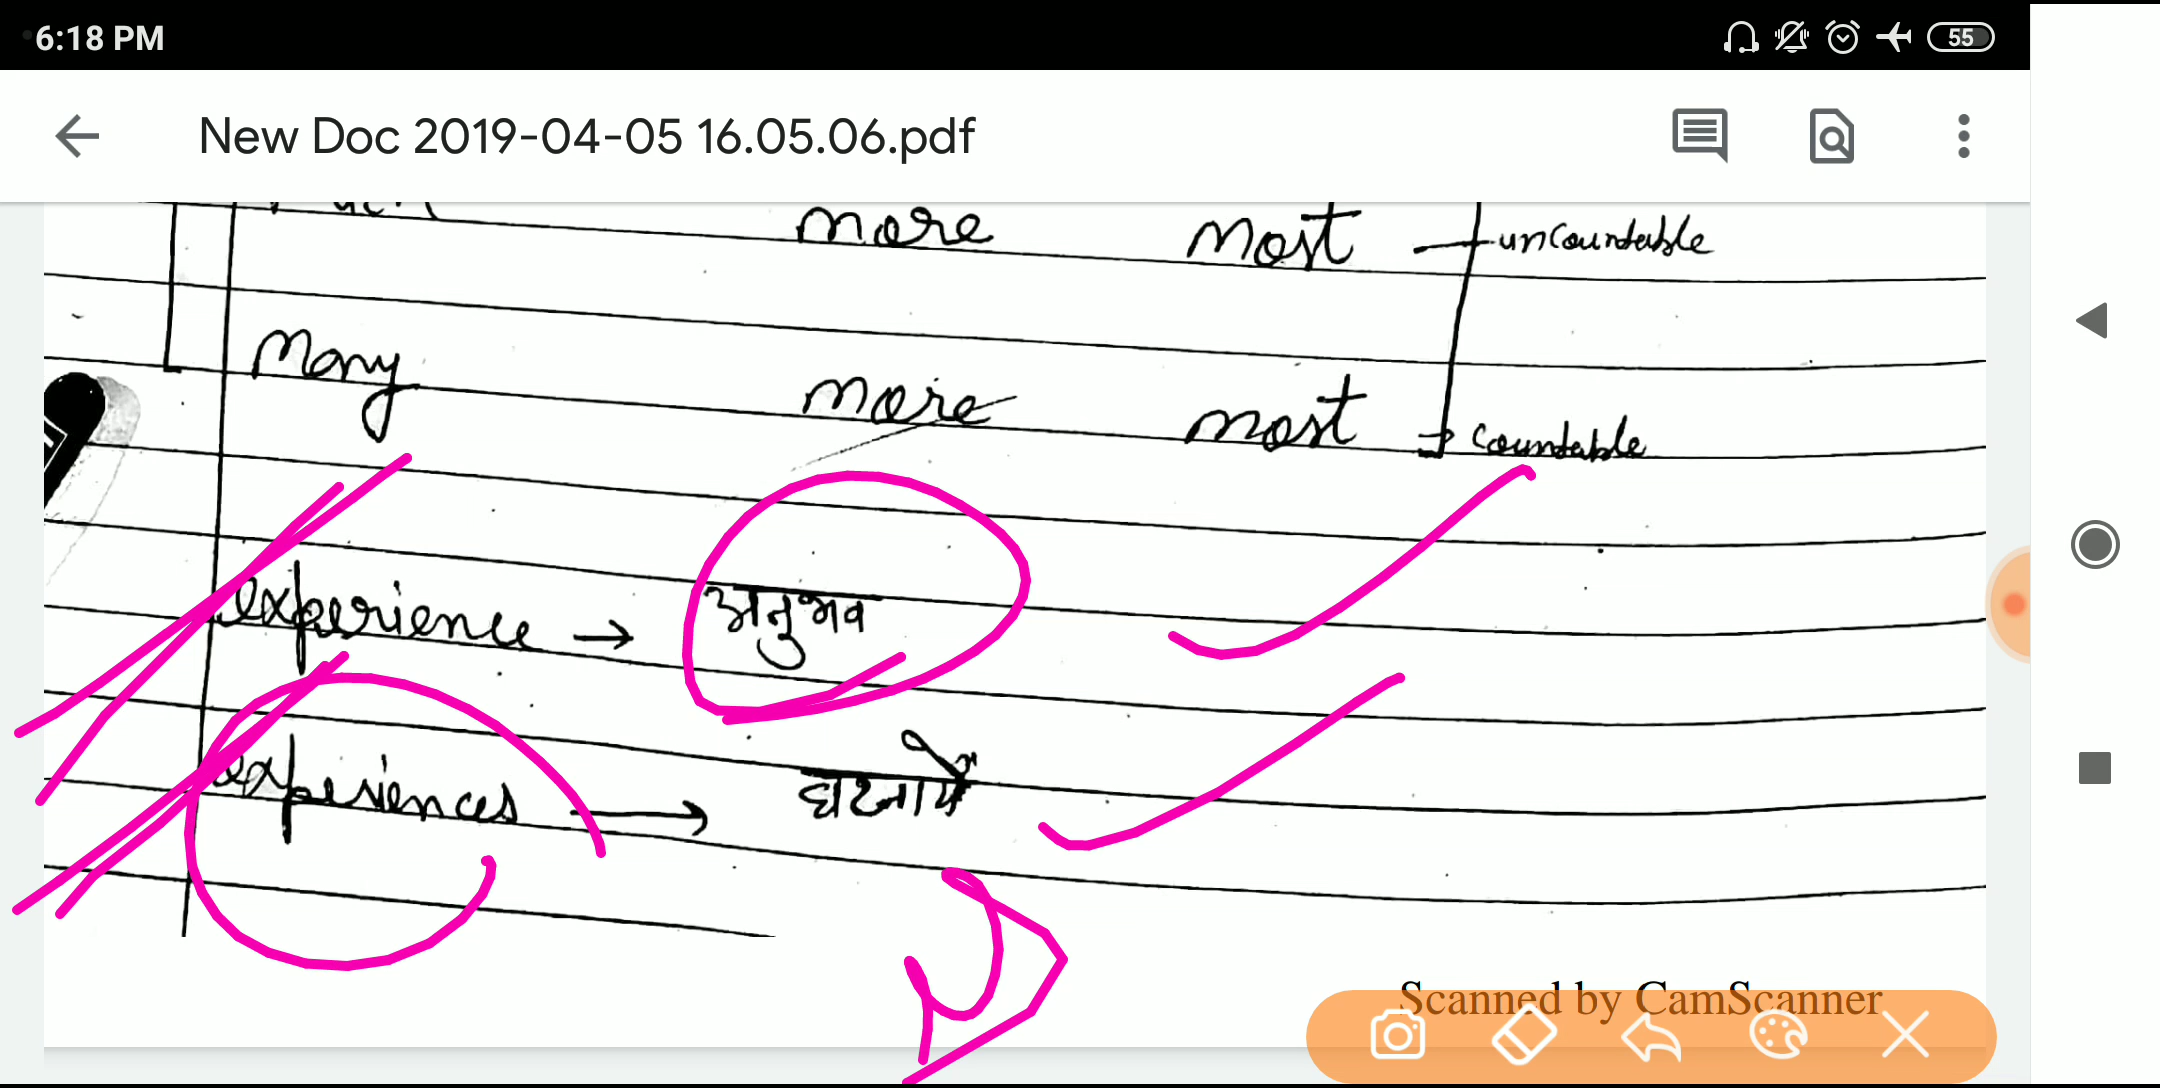 6:18 PM 55
New Doc 2019-04-05 16.05.06.pdf
more most uncountable
Many more most countable
experience → अनुभव
experiences → घटनायें
Scanned by CamScanner